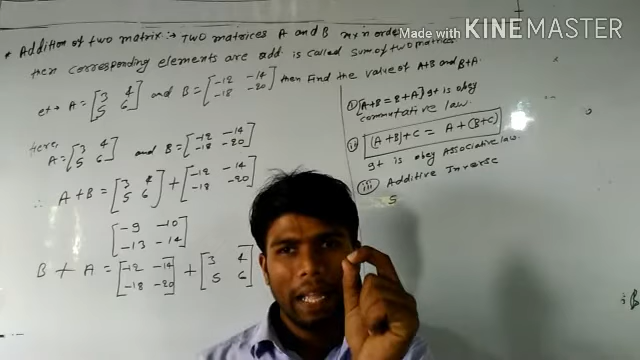 Made with KINEMASTER
* Addition of two matrix :→ Two matrices A and B m×n order
then corresponding elements are add is called sum of two matrices
et→ A = [3 4 5 6] and B = [-12 -14 -18 -20] then Find the value of A+B and B+A.
Here,
A = [3 4 5 6] and B = [-12 -14 -18 -20]
∴ A + B = [3 4 5 6] + [-12 -14 -18 -20]
[-9 -10 -13 -14]
B + A = [-12 -14 -18 -20] + [3 4 5 6]
i) [A+B = B+A] It is obey
commutative law.
ii) (A+B)+C = A+(B+C)
It is obey Associative law.
iii) Additive Inverse
5
B